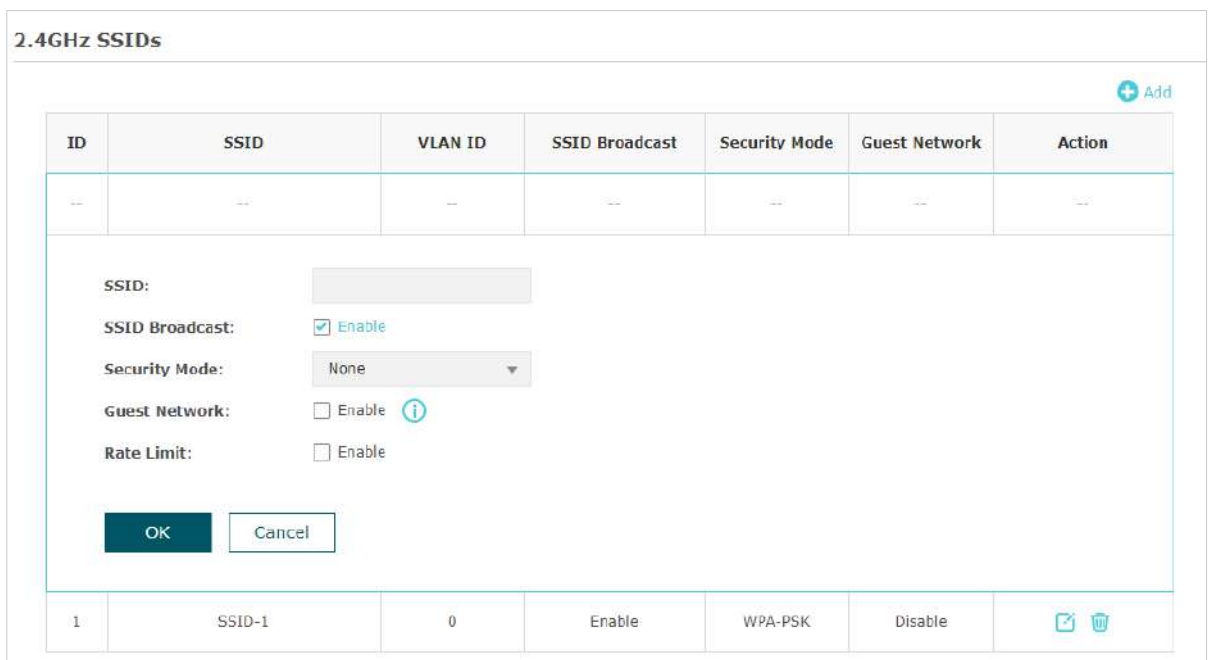 2.4GHz SSIDs
Add
ID SSID VLAN ID SSID Broadcast Security Mode Guest Network Action
-- -- -- -- -- -- --
SSID:
SSID Broadcast: Enable
Security Mode: None
Guest Network: Enable
Rate Limit: Enable
OK Cancel
1 SSID-1 0 Enable WPA-PSK Disable